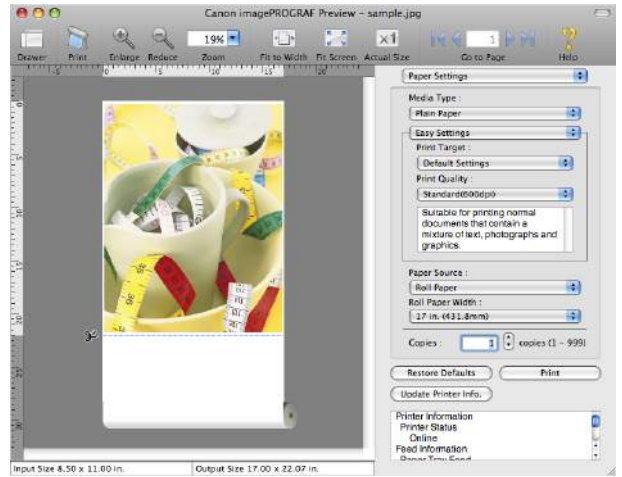 Canon imagePROGRAF Preview – sample.jpg
19%
1
Drawer Print Enlarge Reduce Zoom Fit to Width Fit Screen Actual Size Go to Page Help
Paper Settings
Media Type :
Plain Paper
Easy Settings
Print Target :
Default Settings
Print Quality :
Standard(600dpi)
Suitable for printing normal
documents that contain a
mixture of text, photographs and
graphics.
Paper Source :
Roll Paper
Roll Paper Width :
17 in. (431.8mm)
Copies : 1 copies (1 – 999)
Restore Defaults Print
Update Printer Info.
Printer Information
Printer Status
Online
Feed Information
Paper Tray Feed
Input Size 8.50 x 11.00 in. Output Size 17.00 x 22.07 in.